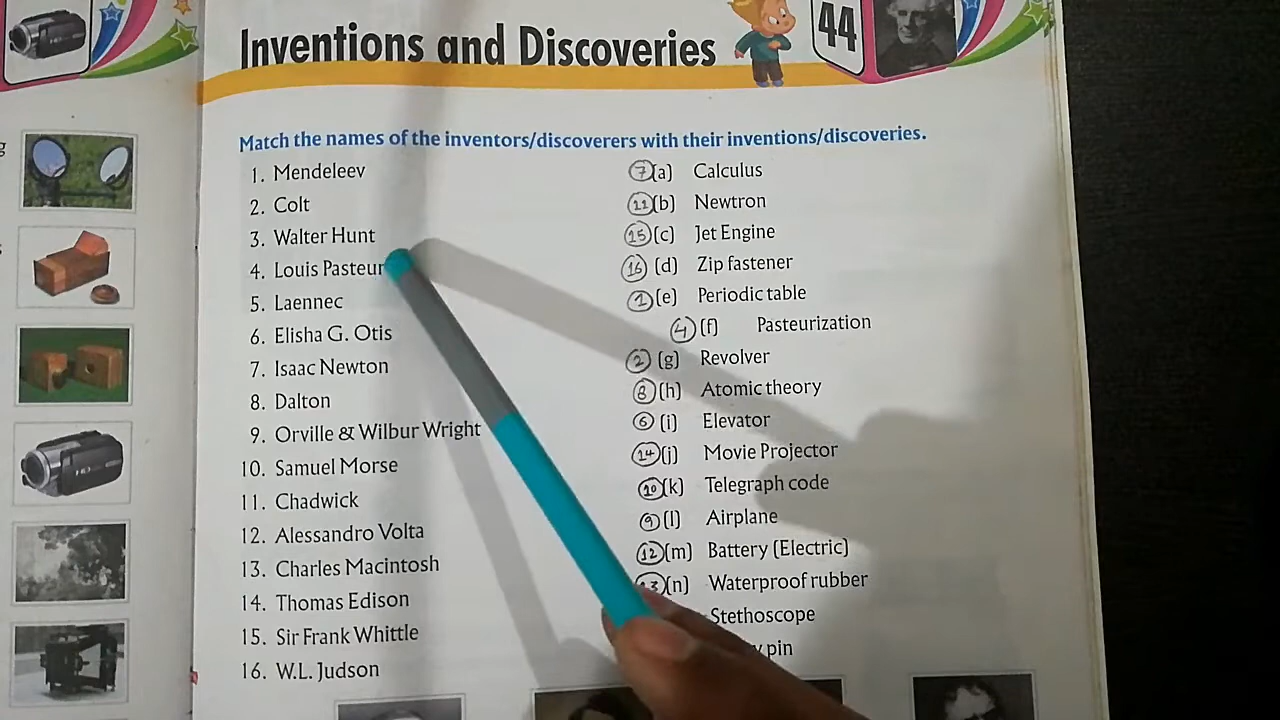 Inventions and Discoveries
44
Match the names of the inventors/discoverers with their inventions/discoveries.
1. Mendeleev
2. Colt
3. Walter Hunt
4. Louis Pasteur
5. Laennec
6. Elisha G. Otis
7. Isaac Newton
8. Dalton
9. Orville & Wilbur Wright
10. Samuel Morse
11. Chadwick
12. Alessandro Volta
13. Charles Macintosh
14. Thomas Edison
15. Sir Frank Whittle
16. W.L. Judson
7 (a) Calculus
11 (b) Newtron
15 (c) Jet Engine
16 (d) Zip fastener
1 (e) Periodic table
4 (f) Pasteurization
2 (g) Revolver
8 (h) Atomic theory
6 (i) Elevator
14 (j) Movie Projector
10 (k) Telegraph code
9 (l) Airplane
12 (m) Battery (Electric)
13 (n) Waterproof rubber
Stethoscope
pin